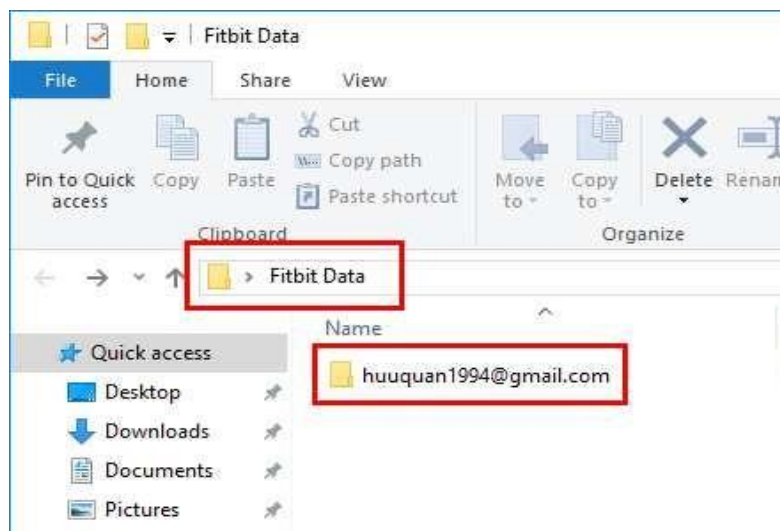 Fitbit Data
File Home Share View
Pin to Quick access
Copy
Paste
Cut
Copy path
Paste shortcut
Move to
Copy to
Delete
Renam
Clipboard
Organize
Fitbit Data
Name
Quick access
huuquan1994@gmail.com
Desktop
Downloads
Documents
Pictures